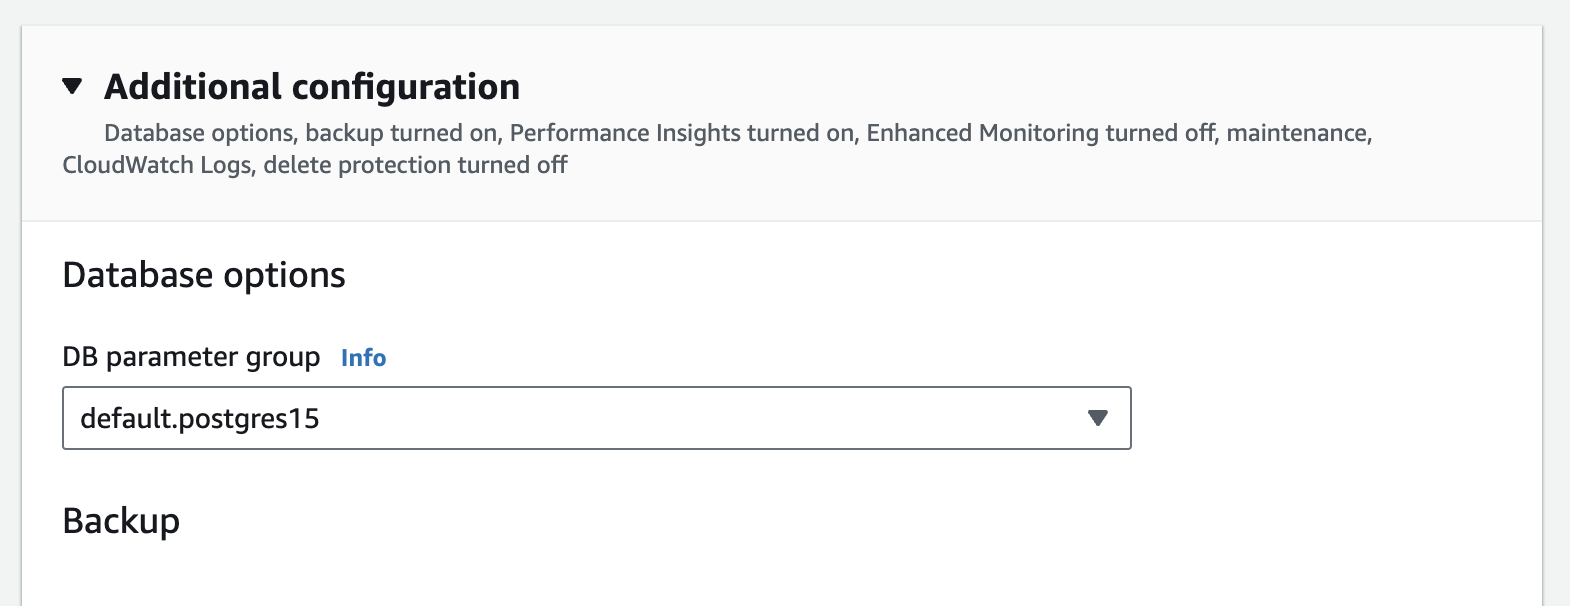 Additional configuration
Database options, backup turned on, Performance Insights turned on, Enhanced Monitoring turned off, maintenance,
CloudWatch Logs, delete protection turned off
Database options
DB parameter group Info
default.postgres15
Backup